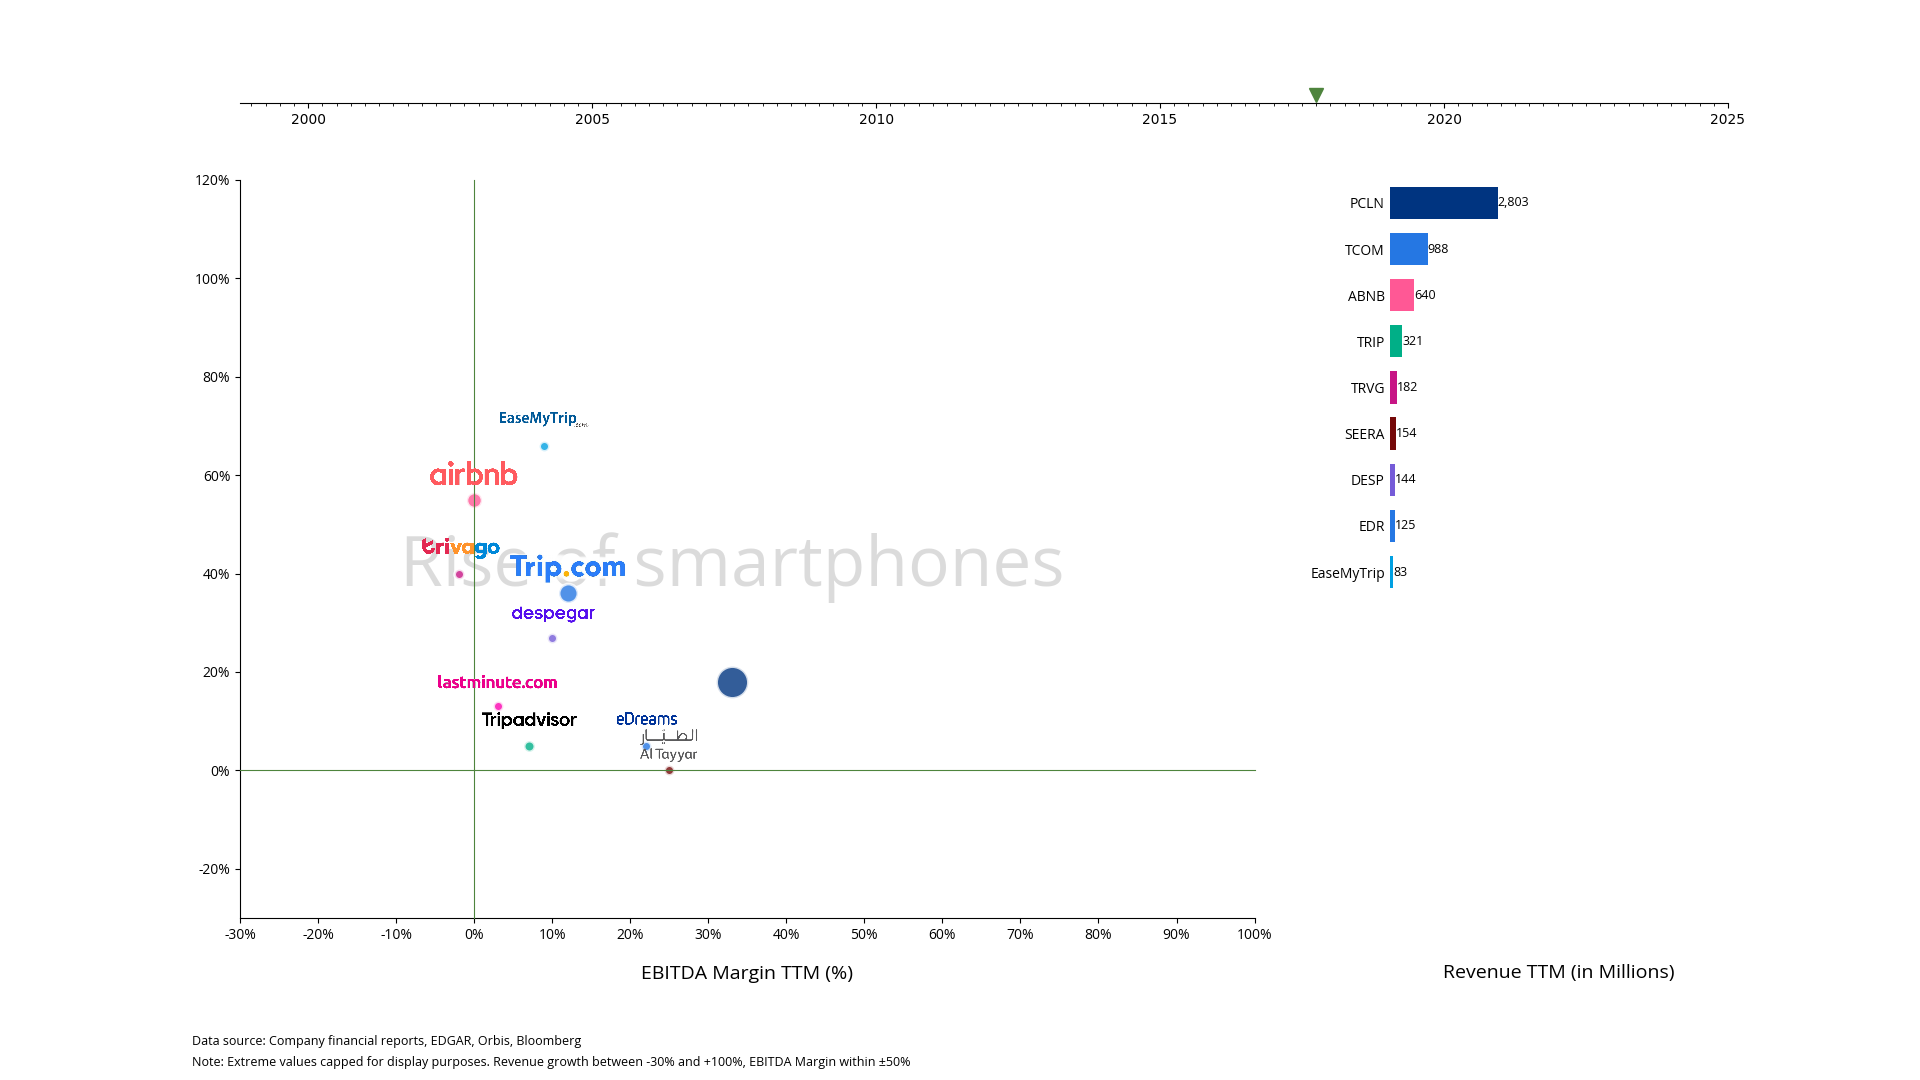 2000 2005 2010 2015 2020 2025
120%
100%
80%
60%
40%
20%
0%
-20%
-30% -20% -10% 0% 10% 20% 30% 40% 50% 60% 70% 80% 90% 100%
EBITDA Margin TTM (%)
Rise of smartphones
EaseMyTrip
airbnb
trivago
Trip.com
despegar
lastminute.com
Tripadvisor
eDreams
الطيار
Al Tayyar
PCLN 2,803
TCOM 988
ABNB 640
TRIP 321
TRVG 182
SEERA 154
DESP 144
EDR 125
EaseMyTrip 83
Revenue TTM (in Millions)
Data source: Company financial reports, EDGAR, Orbis, Bloomberg
Note: Extreme values capped for display purposes. Revenue growth between -30% and +100%, EBITDA Margin within ±50%